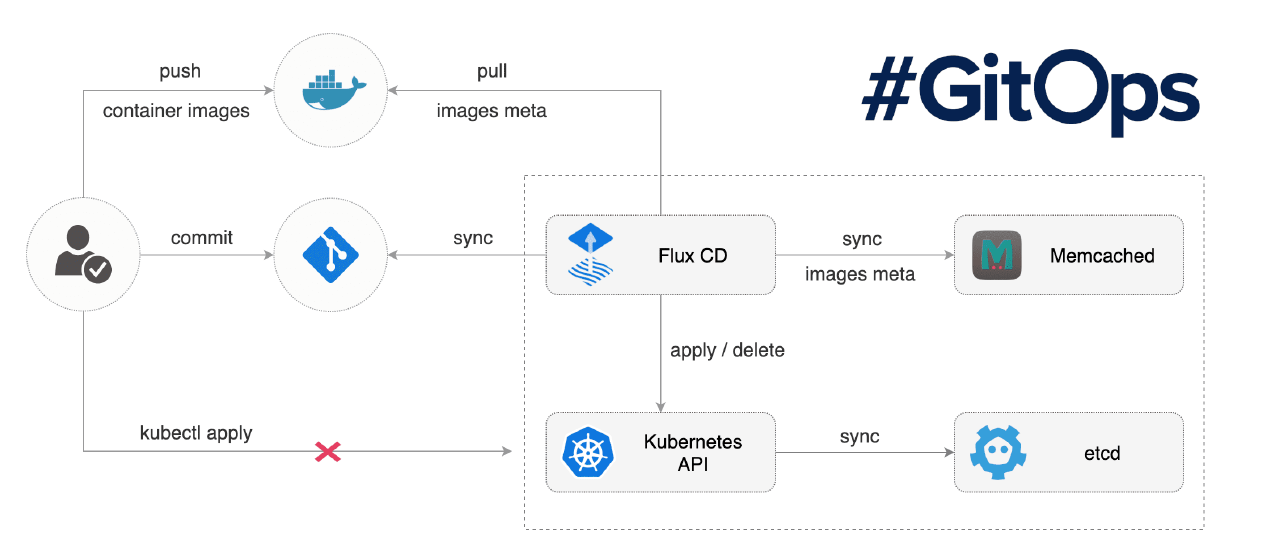 #GitOps
push
container images
pull
images meta
commit
sync
Flux CD
sync
images meta
Memcached
apply / delete
kubectl apply
Kubernetes
API
sync
etcd